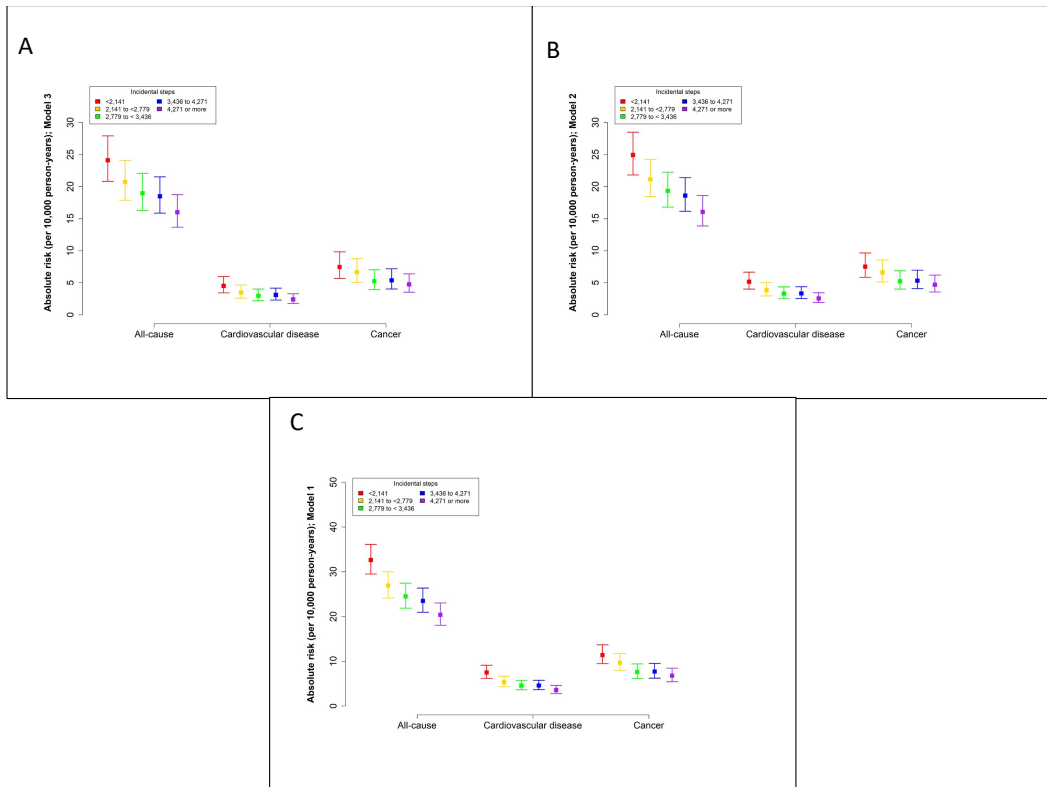 A
Incidental steps
<2,141
3,436 to 4,271
2,141 to <2,779
4,271 or more
2,779 to < 3,436
Absolute risk (per 10,000 person-years); Model 3
30
25
20
15
10
5
0
All-cause
Cardiovascular disease
Cancer
B
Incidental steps
<2,141
3,436 to 4,271
2,141 to <2,779
4,271 or more
2,779 to < 3,436
Absolute risk (per 10,000 person-years); Model 2
30
25
20
15
10
5
0
All-cause
Cardiovascular disease
Cancer
C
Incidental steps
<2,141
3,436 to 4,271
2,141 to <2,779
4,271 or more
2,779 to < 3,436
Absolute risk (per 10,000 person-years); Model 1
50
40
30
20
10
0
All-cause
Cardiovascular disease
Cancer